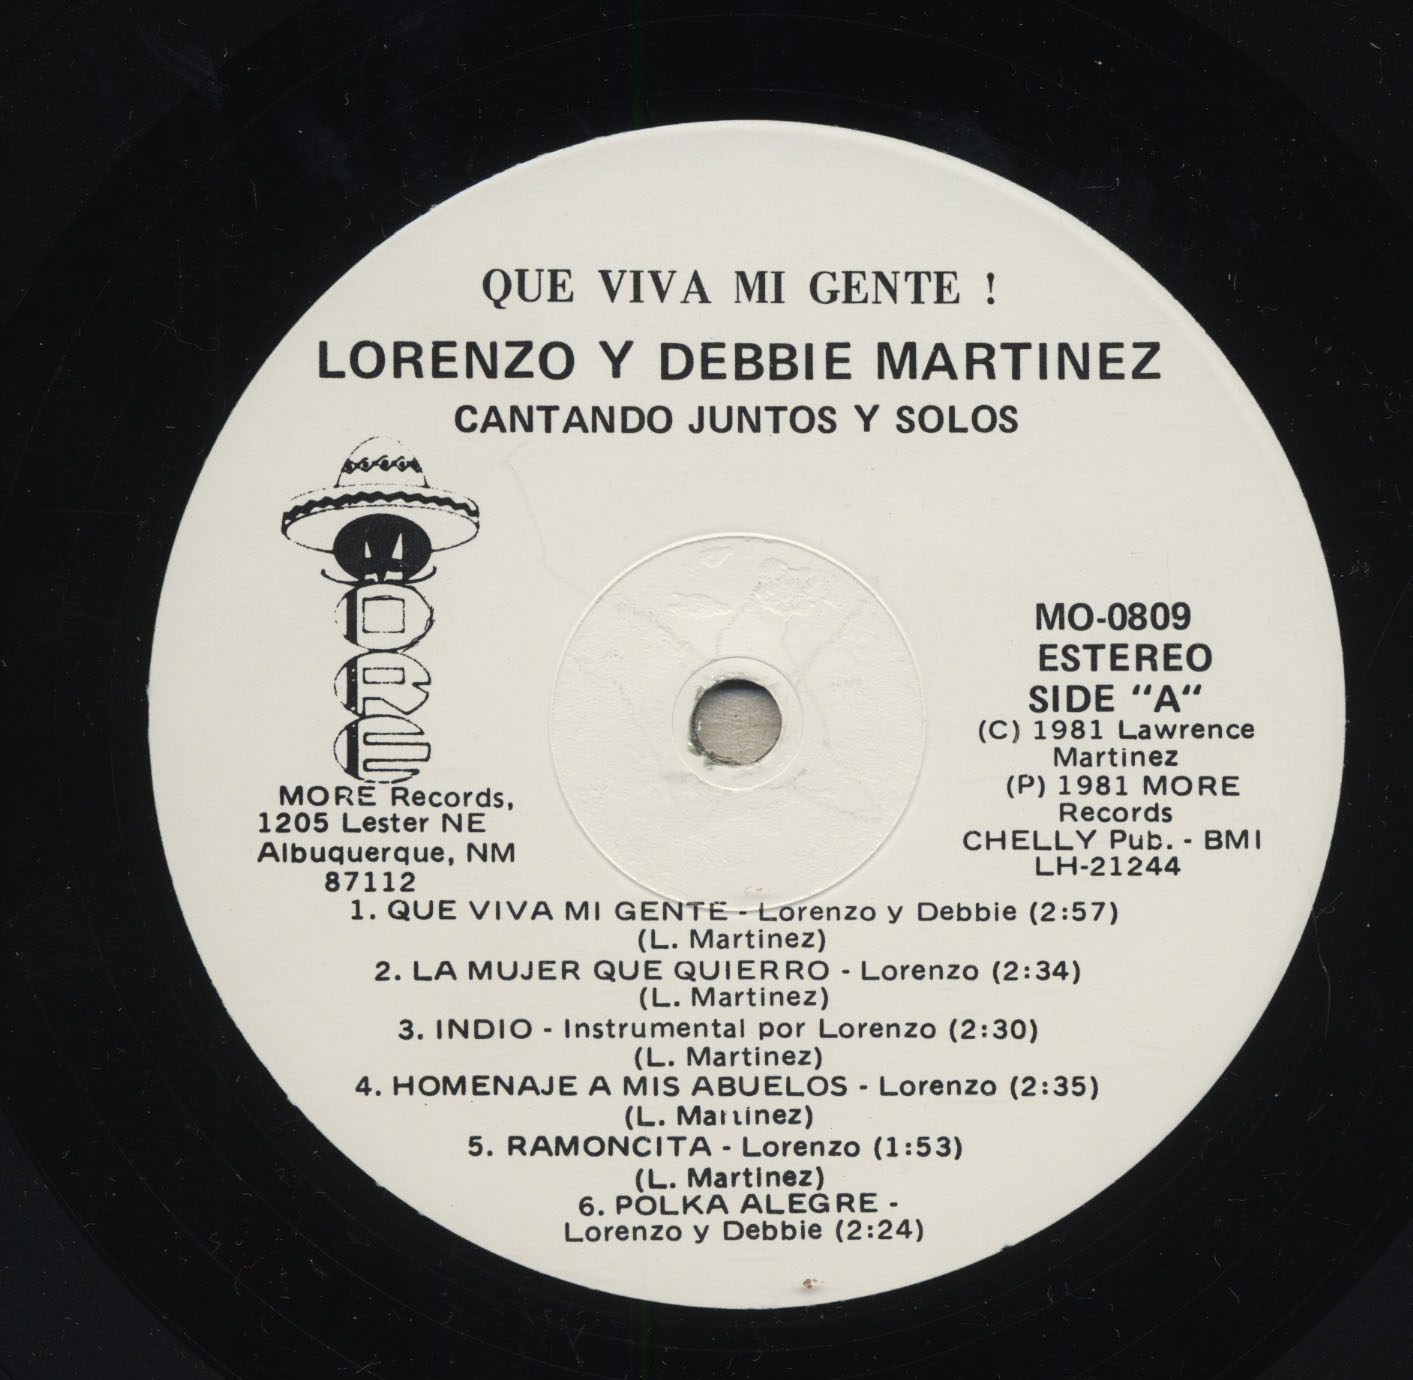 QUE VIVA MI GENTE !
LORENZO Y DEBBIE MARTINEZ
CANTANDO JUNTOS Y SOLOS
MORE
MORE Records,
1205 Lester NE
Albuquerque, NM
87112
MO-0809
ESTEREO
SIDE "A"
(C) 1981 Lawrence
Martinez
(P) 1981 MORE
Records
CHELLY Pub. - BMI
LH-21244
1. QUE VIVA MI GENTE - Lorenzo y Debbie (2:57)
(L. Martinez)
2. LA MUJER QUE QUIERRO - Lorenzo (2:34)
(L. Martinez)
3. INDIO - Instrumental por Lorenzo (2:30)
(L. Martinez)
4. HOMENAJE A MIS ABUELOS - Lorenzo (2:35)
(L. Martinez)
5. RAMONCITA - Lorenzo (1:53)
(L. Martinez)
6. POLKA ALEGRE -
Lorenzo y Debbie (2:24)